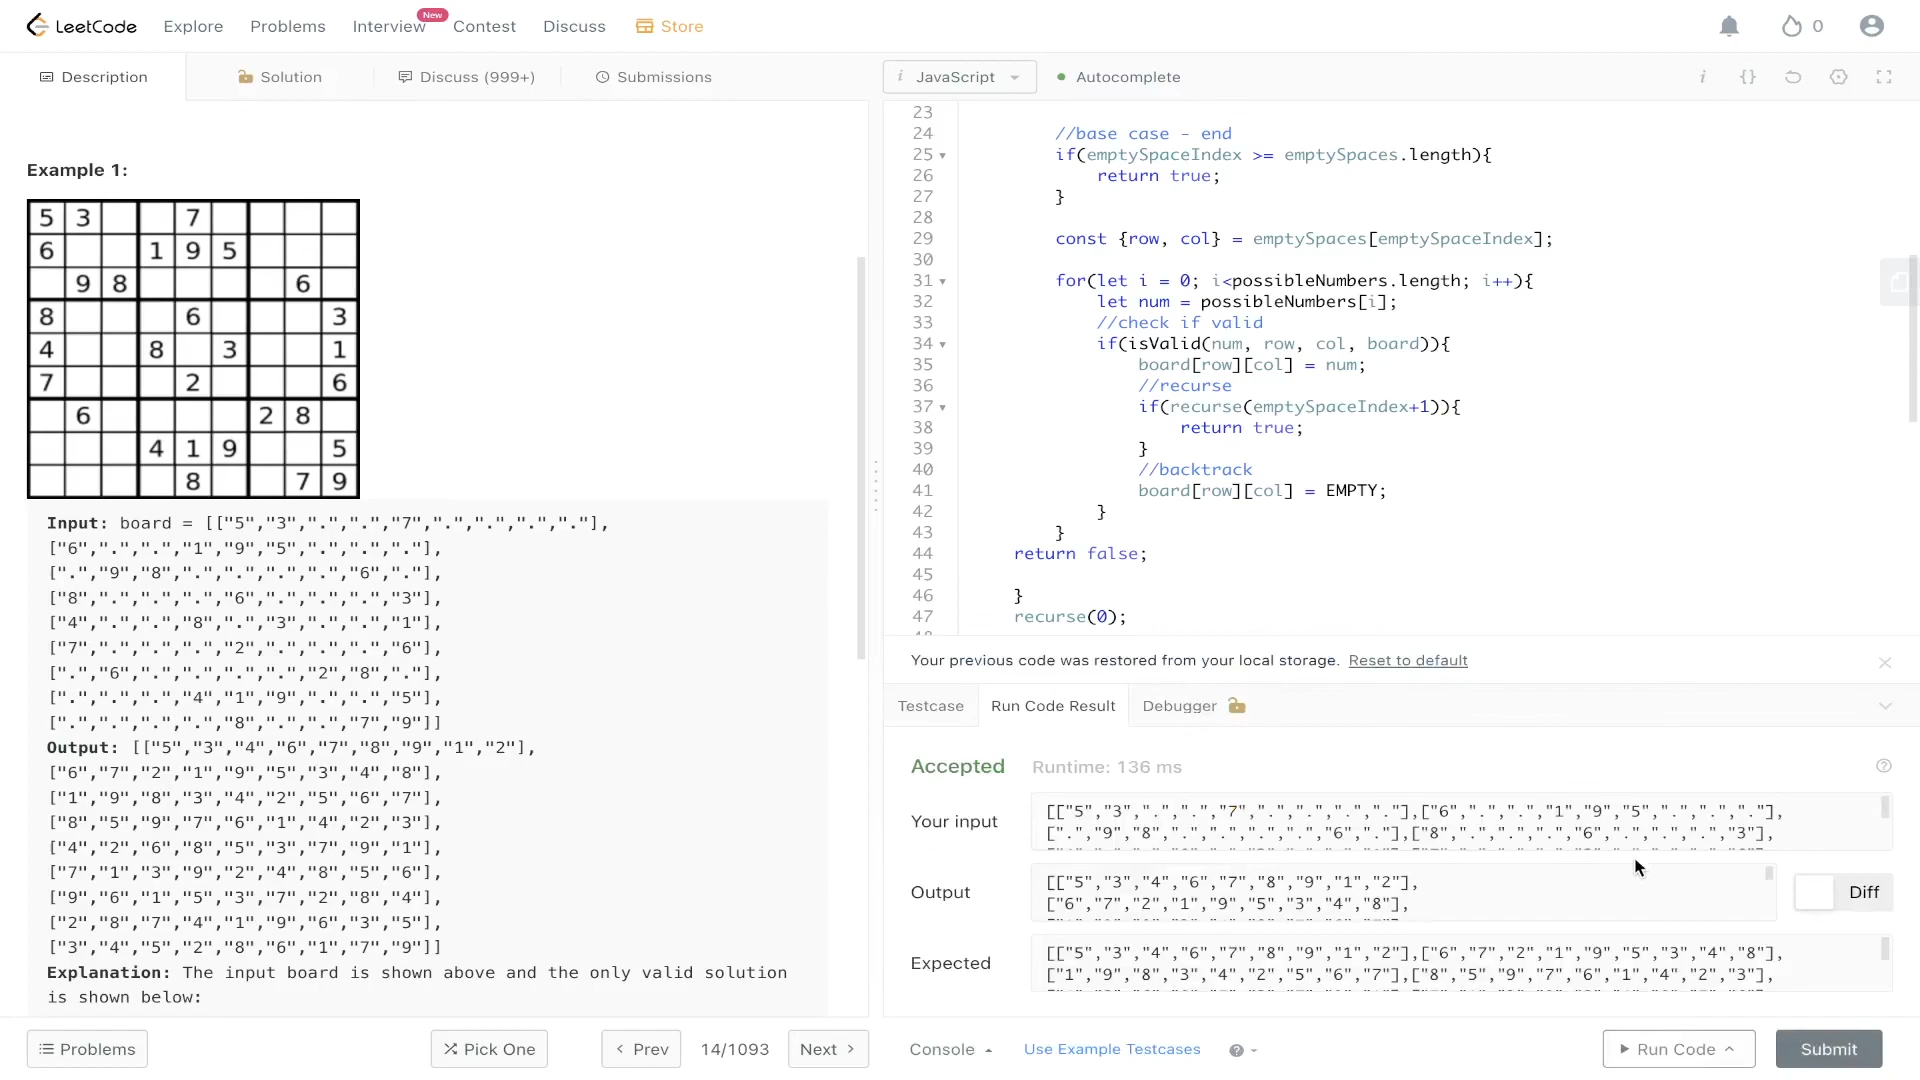 LeetCode Explore Problems Interview New Contest Discuss Store 0
Description Solution Discuss (999+) Submissions
i JavaScript Autocomplete i {}
Example 1:
5 3 7
6 1 9 5
9 8 6
8 6 3
4 8 3 1
7 2 6
6 2 8
4 1 9 5
8 7 9
Input: board = [["5","3",".",".","7",".",".",".","."],
["6",".",".","1","9","5",".",".","."],
[".","9","8",".",".",".",".","6","."],
["8",".",".",".","6",".",".",".","3"],
["4",".",".","8",".","3",".",".","1"],
["7",".",".",".","2",".",".",".","6"],
[".","6",".",".",".",".","2","8","."],
[".",".",".","4","1","9",".",".","5"],
[".",".",".",".","8",".",".","7","9"]]
Output: [["5","3","4","6","7","8","9","1","2"],
["6","7","2","1","9","5","3","4","8"],
["1","9","8","3","4","2","5","6","7"],
["8","5","9","7","6","1","4","2","3"],
["4","2","6","8","5","3","7","9","1"],
["7","1","3","9","2","4","8","5","6"],
["9","6","1","5","3","7","2","8","4"],
["2","8","7","4","1","9","6","3","5"],
["3","4","5","2","8","6","1","7","9"]]
Explanation: The input board is shown above and the only valid solution
is shown below:
23
24 //base case - end
25 if(emptySpaceIndex >= emptySpaces.length){
26 return true;
27 }
28
29 const {row, col} = emptySpaces[emptySpaceIndex];
30
31 for(let i = 0; i<possibleNumbers.length; i++){
32 let num = possibleNumbers[i];
33 //check if valid
34 if(isValid(num, row, col, board)){
35 board[row][col] = num;
36 //recurse
37 if(recurse(emptySpaceIndex+1)){
38 return true;
39 }
40 //backtrack
41 board[row][col] = EMPTY;
42 }
43 }
44 return false;
45
46 }
47 recurse(0);
Your previous code was restored from your local storage. Reset to default
Testcase Run Code Result Debugger
Accepted Runtime: 136 ms
Your input
[["5","3",".",".","7",".",".",".","."],["6",".",".","1","9","5",".",".","."],
[".","9","8",".",".",".",".","6","."],["8",".",".",".","6",".",".",".","3"],
Output
[["5","3","4","6","7","8","9","1","2"],
["6","7","2","1","9","5","3","4","8"],
Diff
Expected
[["5","3","4","6","7","8","9","1","2"],["6","7","2","1","9","5","3","4","8"],
["1","9","8","3","4","2","5","6","7"],["8","5","9","7","6","1","4","2","3"],
Problems Pick One Prev 14/1093 Next Console Use Example Testcases Run Code Submit